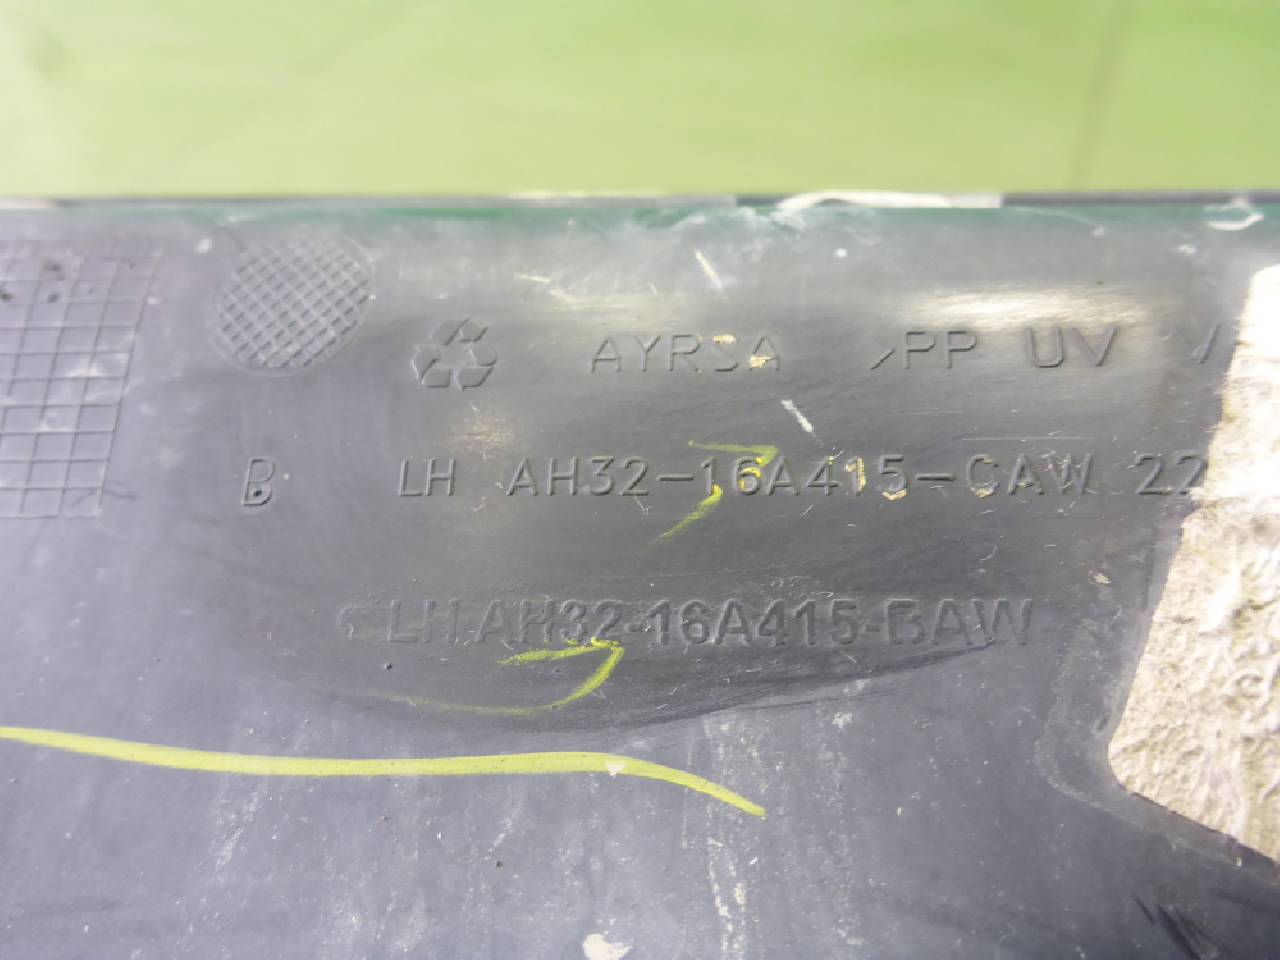 AYRSA >PP UV
B LH AH32-16A415-CAW 22
LH AH32-16A415-BAW